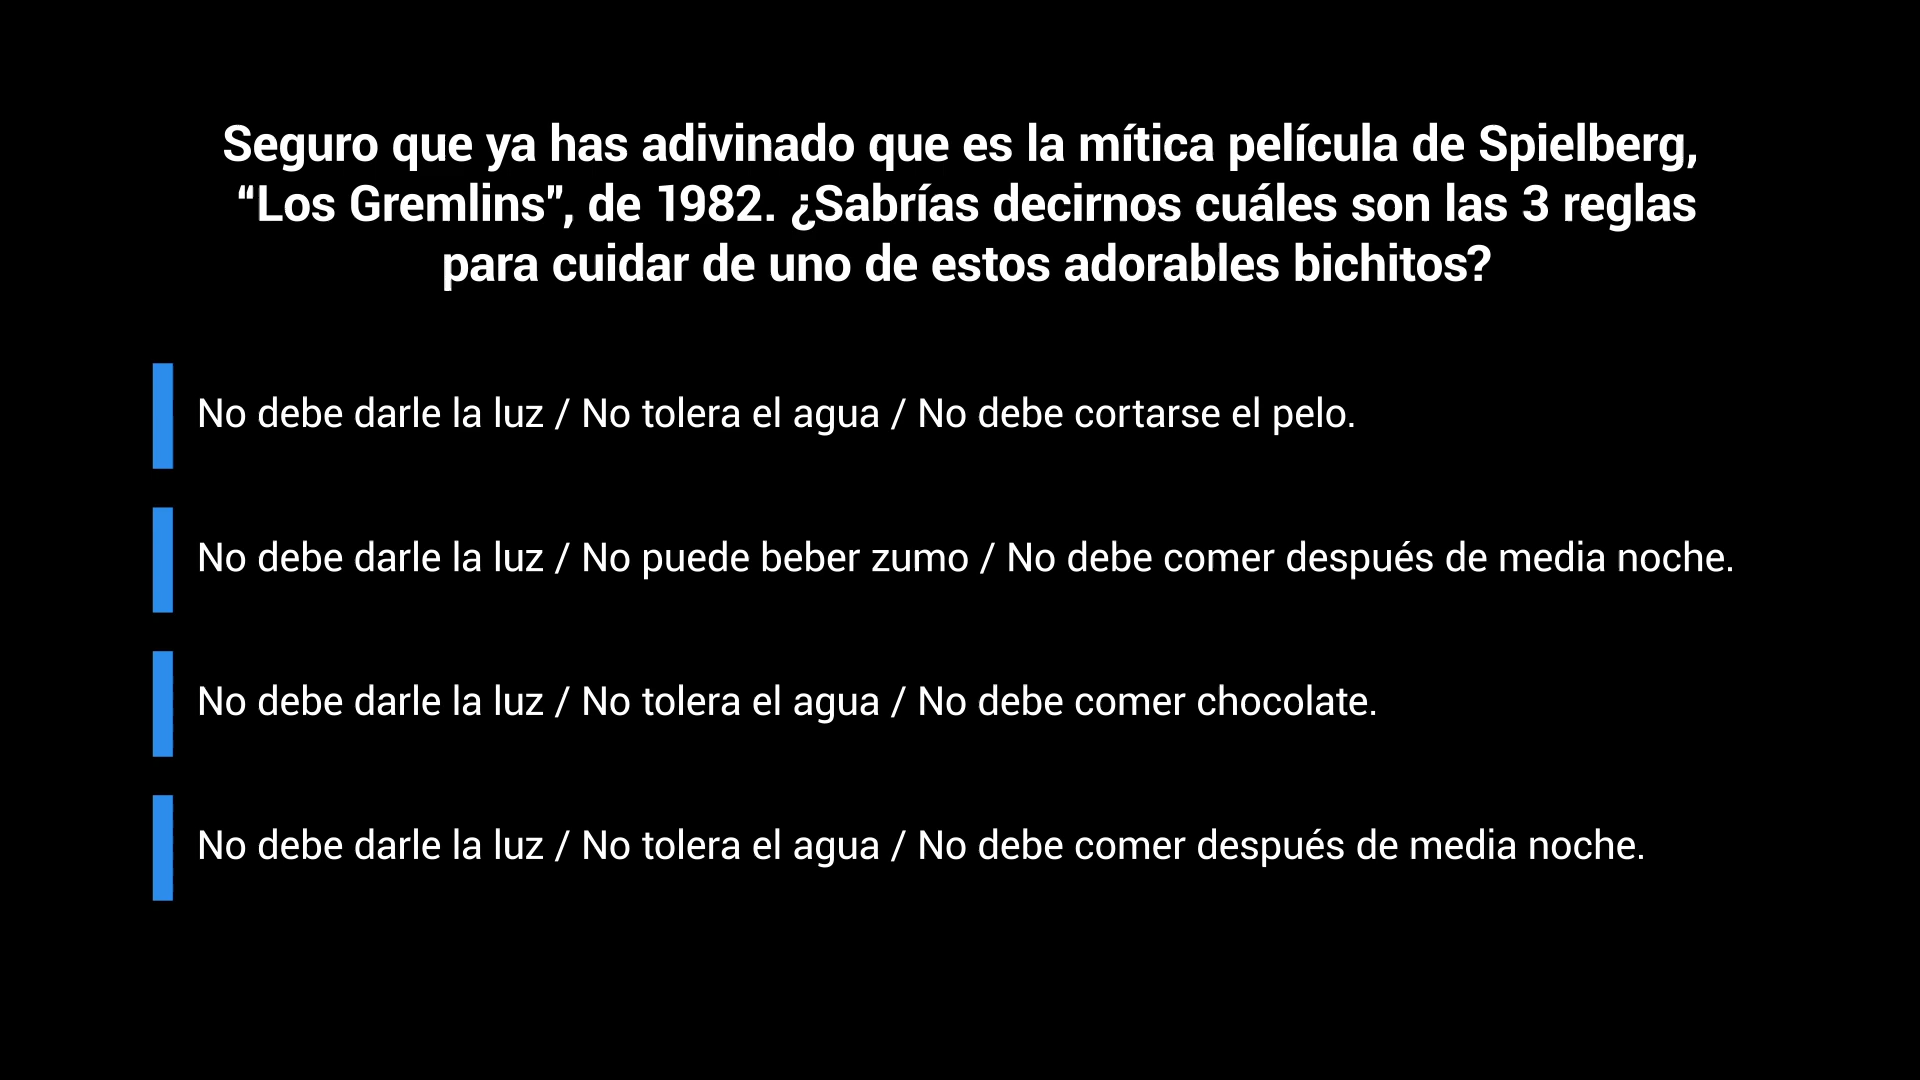 Seguro que ya has adivinado que es la mítica película de Spielberg,
“Los Gremlins”, de 1982. ¿Sabrías decirnos cuáles son las 3 reglas
para cuidar de uno de estos adorables bichitos?
No debe darle la luz / No tolera el agua / No debe cortarse el pelo.
No debe darle la luz / No puede beber zumo / No debe comer después de media noche.
No debe darle la luz / No tolera el agua / No debe comer chocolate.
No debe darle la luz / No tolera el agua / No debe comer después de media noche.